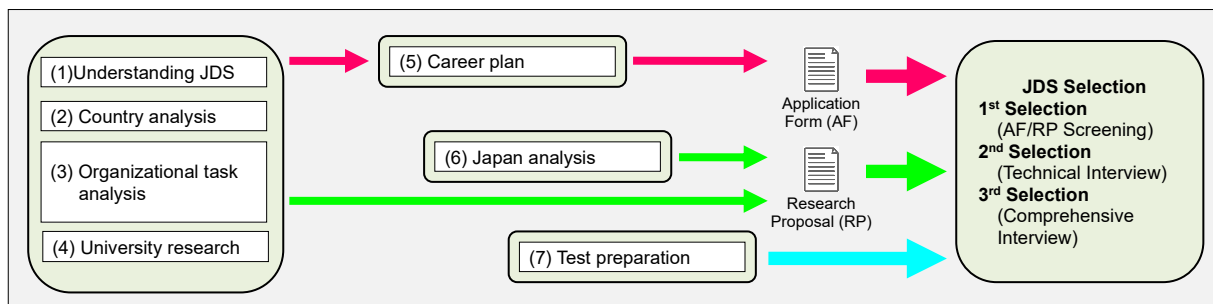 (1)Understanding JDS
(2) Country analysis
(3) Organizational task
analysis
(4) University research
(5) Career plan
(6) Japan analysis
(7) Test preparation
Application
Form (AF)
Research
Proposal (RP)
JDS Selection
1st Selection
(AF/RP Screening)
2nd Selection
(Technical Interview)
3rd Selection
(Comprehensive
Interview)